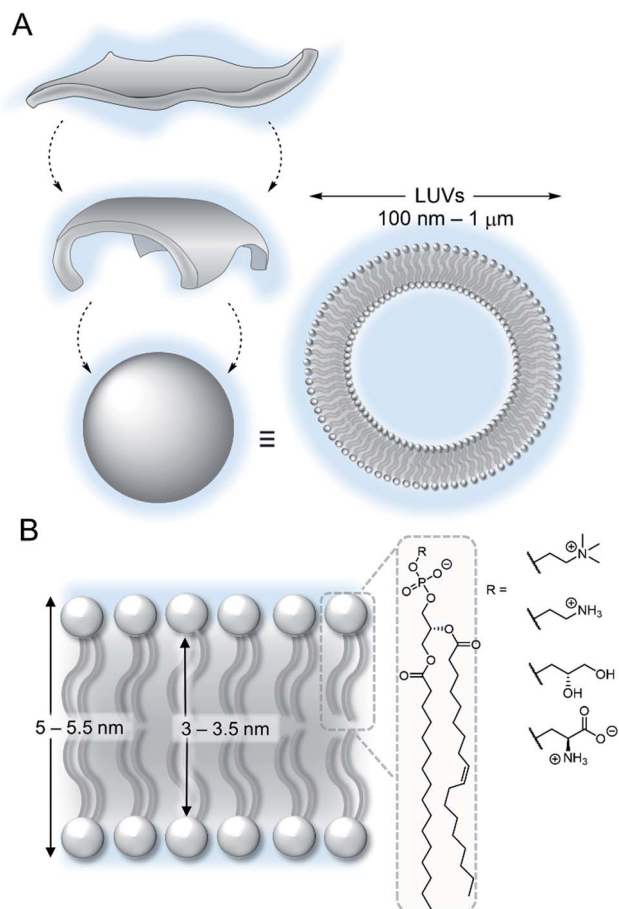 A
LUVs
100 nm – 1 μm
≡
B
R
O
O
P
O
⊖
O
O
O
O
O
R =
⊕
N
⊕
NH3
OH
OH
O
O
⊖
⊕
NH3
5 – 5.5 nm
3 – 3.5 nm